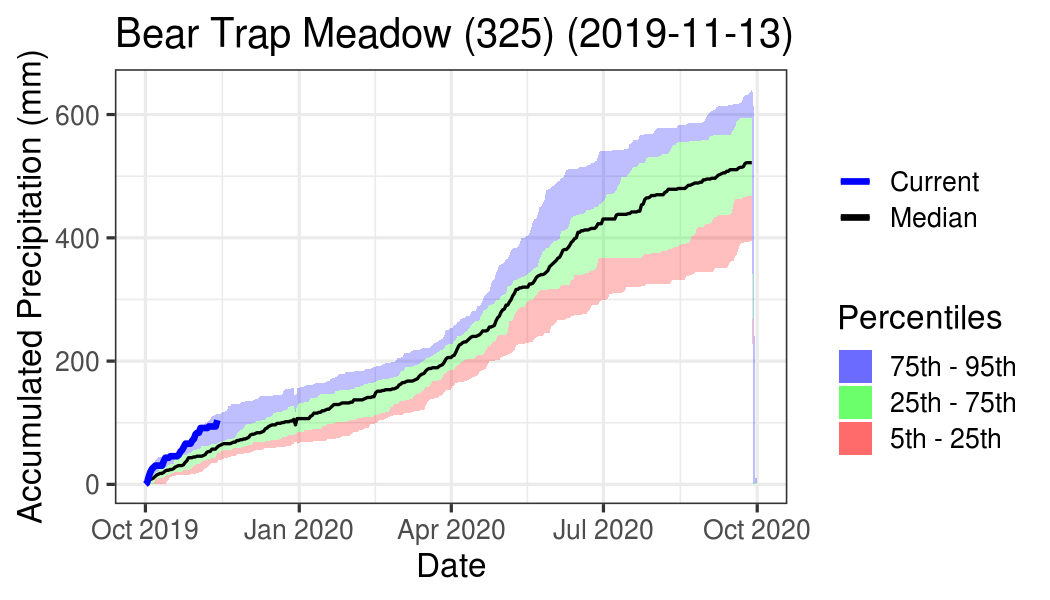 Bear Trap Meadow (325) (2019-11-13)
Accumulated Precipitation (mm)
600
400
200
0
Oct 2019
Jan 2020
Apr 2020
Jul 2020
Oct 2020
Date
Current
Median
Percentiles
75th - 95th
25th - 75th
5th - 25th